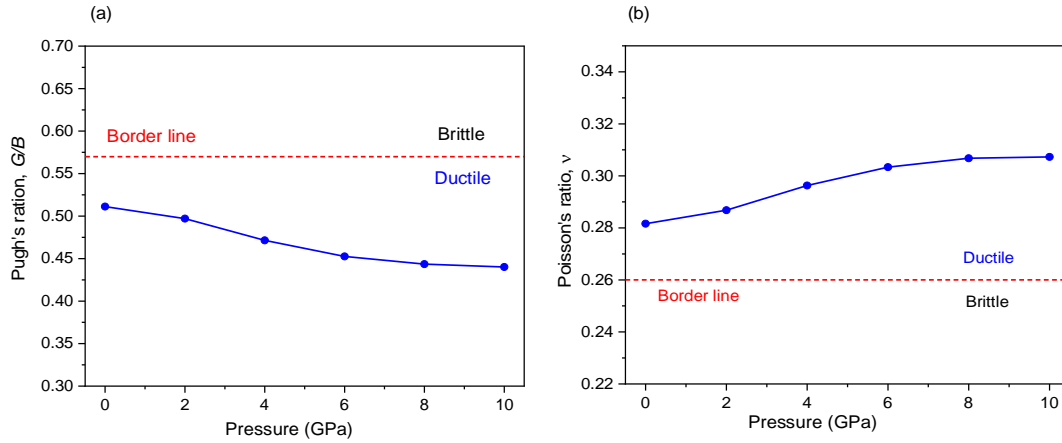 (a)
0.70
0.65
0.60
0.55
0.50
0.45
0.40
0.35
0.30
Pugh's ration, G/B
Border line
Brittle
Ductile
0 2 4 6 8 10
Pressure (GPa)
(b)
0.34
0.32
0.30
0.28
0.26
0.24
0.22
Poisson's ratio, ν
Ductile
Border line
Brittle
0 2 4 6 8 10
Pressure (GPa)